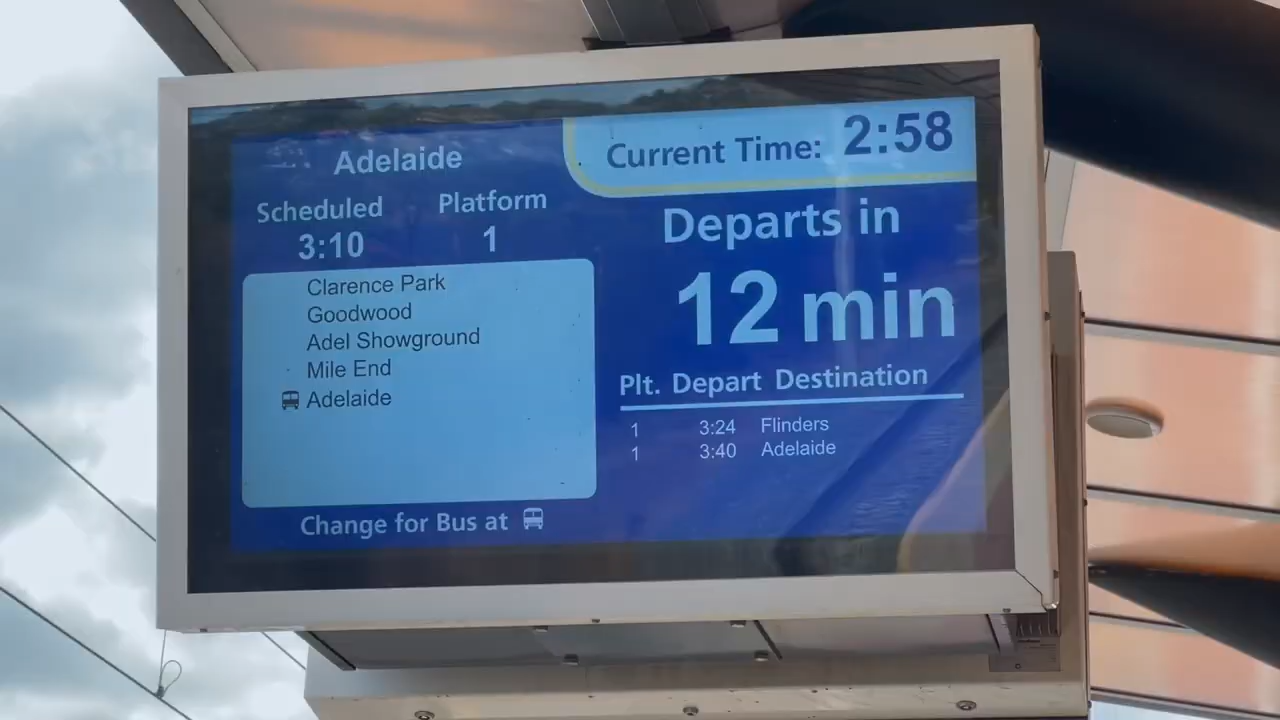 Adelaide
Scheduled Platform
3:10 1
Clarence Park
Goodwood
Adel Showground
Mile End
Adelaide
Change for Bus at
Current Time: 2:58
Departs in
12 min
Plt. Depart Destination
1 3:24 Flinders
1 3:40 Adelaide